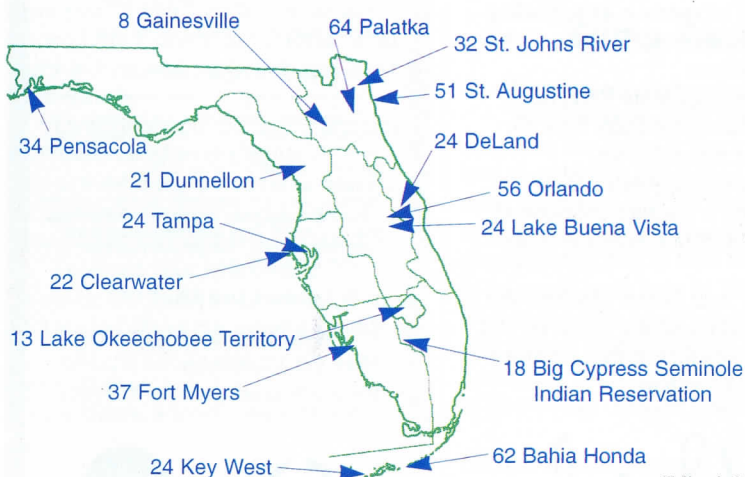 8 Gainesville
64 Palatka
32 St. Johns River
51 St. Augustine
34 Pensacola
24 DeLand
21 Dunnellon
56 Orlando
24 Tampa
24 Lake Buena Vista
22 Clearwater
13 Lake Okeechobee Territory
18 Big Cypress Seminole
Indian Reservation
37 Fort Myers
62 Bahia Honda
24 Key West